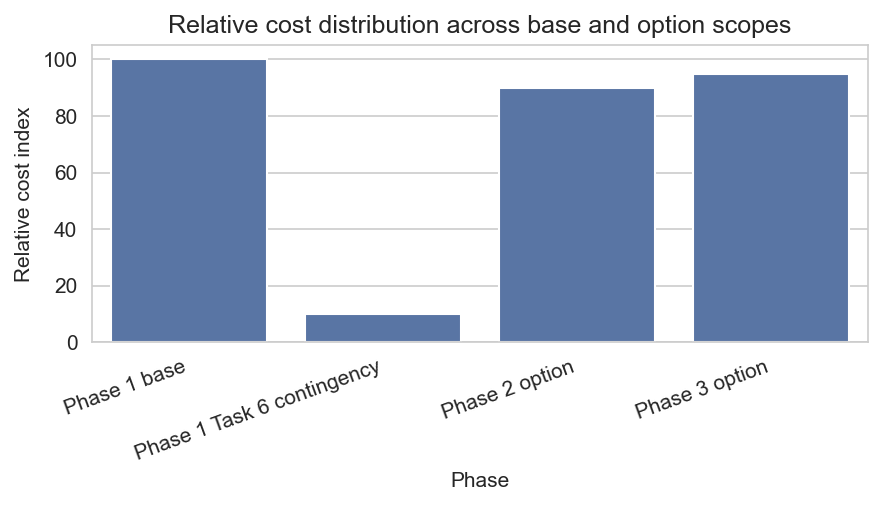 Relative cost distribution across base and option scopes
Relative cost index
100
80
60
40
20
0
Phase 1 base
Phase 1 Task 6 contingency
Phase 2 option
Phase 3 option
Phase